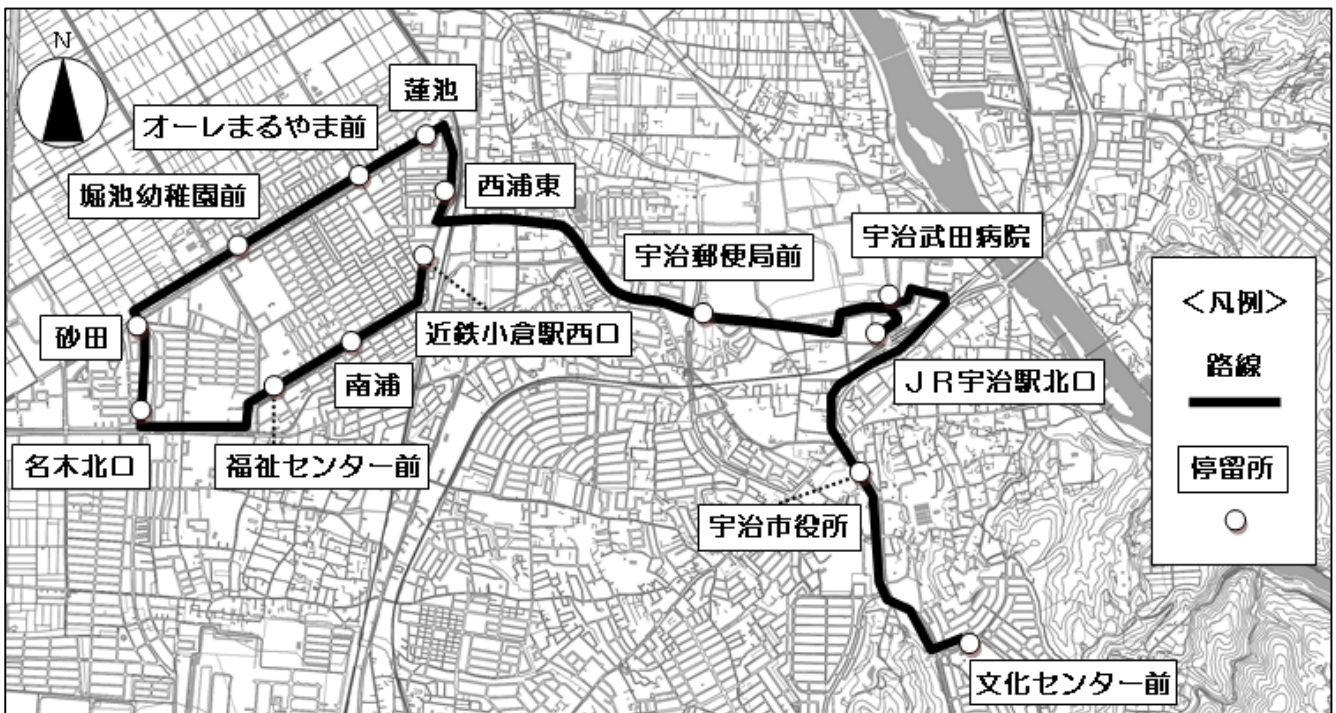 N
蓮池
オーレまるやま前
堀池幼稚園前
西浦東
宇治武田病院
宇治郵便局前
<凡例>
砂田
近鉄小倉駅西口
路線
南浦
JR宇治駅北口
名木北口
福祉センター前
停留所
宇治市役所
文化センター前